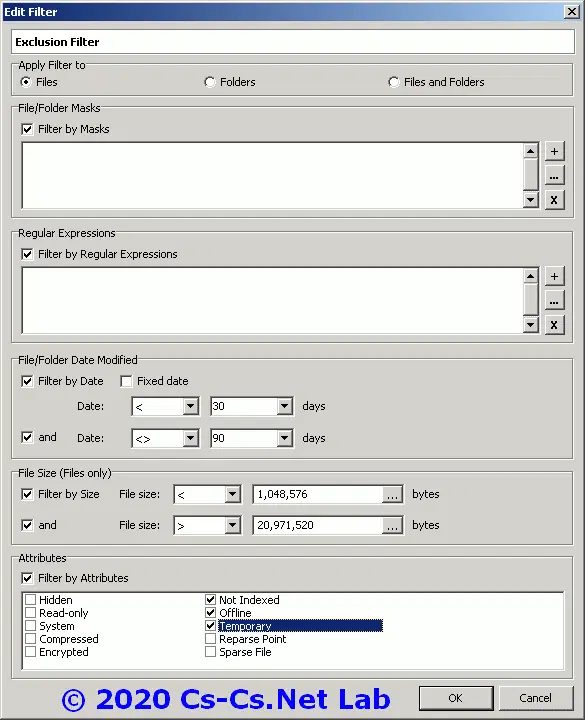 Edit Filter
Exclusion Filter
Apply Filter to
Files Folders Files and Folders
File/Folder Masks
Filter by Masks
+
...
x
Regular Expressions
Filter by Regular Expressions
+
...
x
File/Folder Date Modified
Filter by Date Fixed date
Date: < 30 days
and Date: <> 90 days
File Size (Files only)
Filter by Size File size: < 1,048,576 ... bytes
and File size: > 20,971,520 ... bytes
Attributes
Filter by Attributes
Hidden Not Indexed
Read-only Offline
System Temporary
Compressed Reparse Point
Encrypted Sparse File
© 2020 Cs-Cs.Net Lab OK Cancel